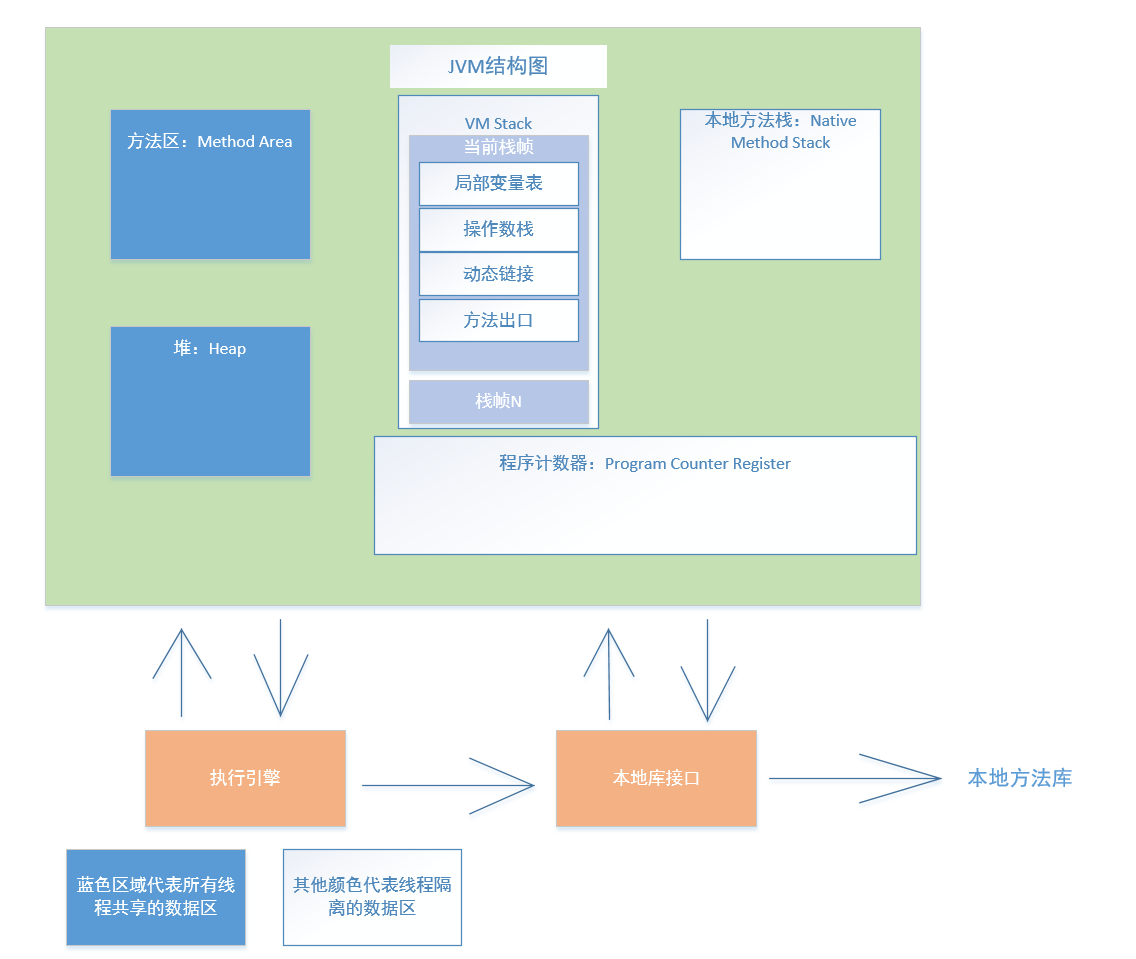 JVM结构图
方法区：Method Area
VM Stack
当前栈帧
局部变量表
操作数栈
动态链接
方法出口
栈帧N
本地方法栈：Native
Method Stack
堆：Heap
程序计数器：Program Counter Register
执行引擎
本地库接口
本地方法库
蓝色区域代表所有线
程共享的数据区
其他颜色代表线程隔
离的数据区